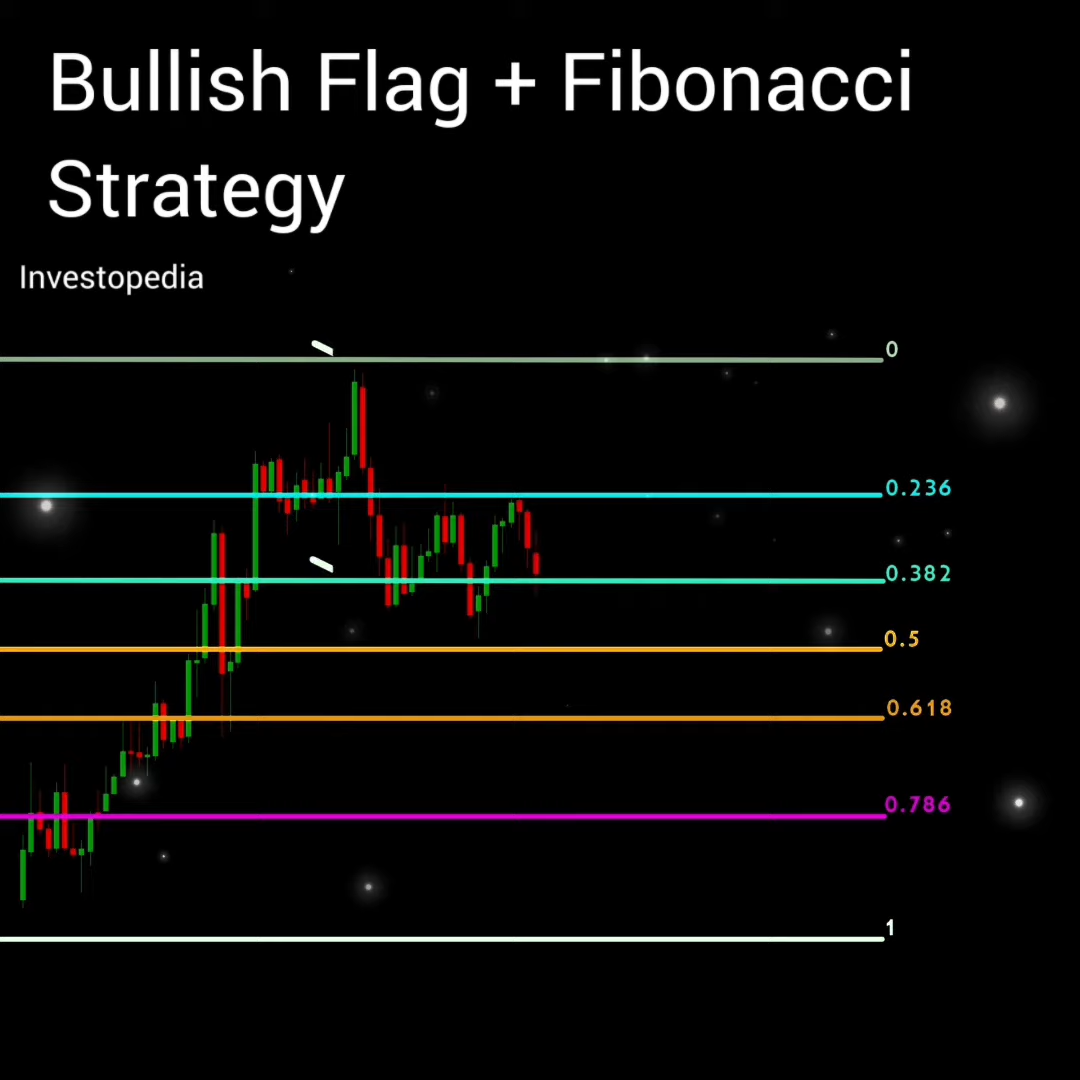 Bullish Flag + Fibonacci
Strategy
Investopedia
0
0.236
0.382
0.5
0.618
0.786
1